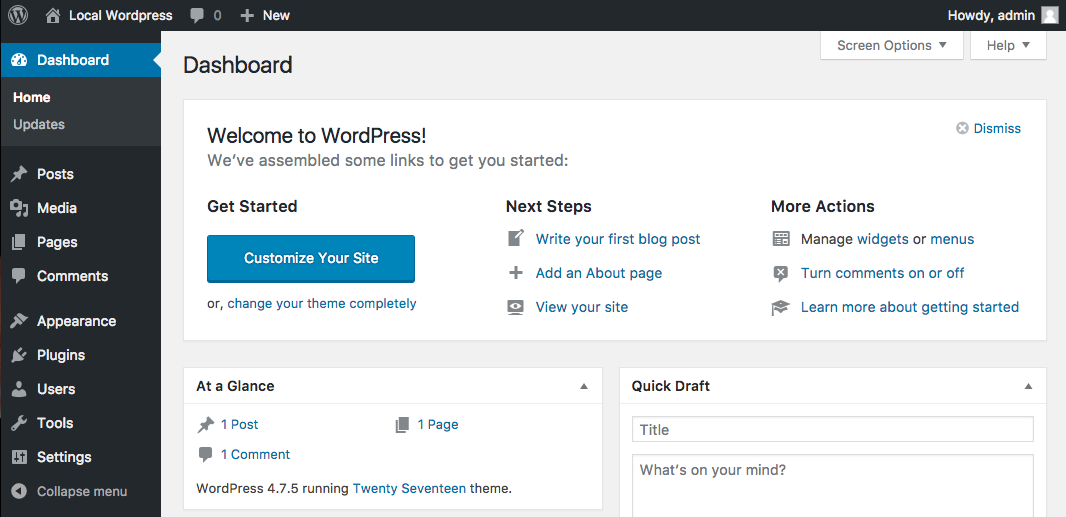 Local Wordpress 0 New Howdy, admin
Dashboard
Home
Updates
Posts
Media
Pages
Comments
Appearance
Plugins
Users
Tools
Settings
Collapse menu
Screen Options Help
Dashboard
Welcome to WordPress!
Dismiss
We've assembled some links to get you started:
Get Started
Customize Your Site
or, change your theme completely
Next Steps
Write your first blog post
Add an About page
View your site
More Actions
Manage widgets or menus
Turn comments on or off
Learn more about getting started
At a Glance
1 Post 1 Page
1 Comment
WordPress 4.7.5 running Twenty Seventeen theme.
Quick Draft
Title
What's on your mind?